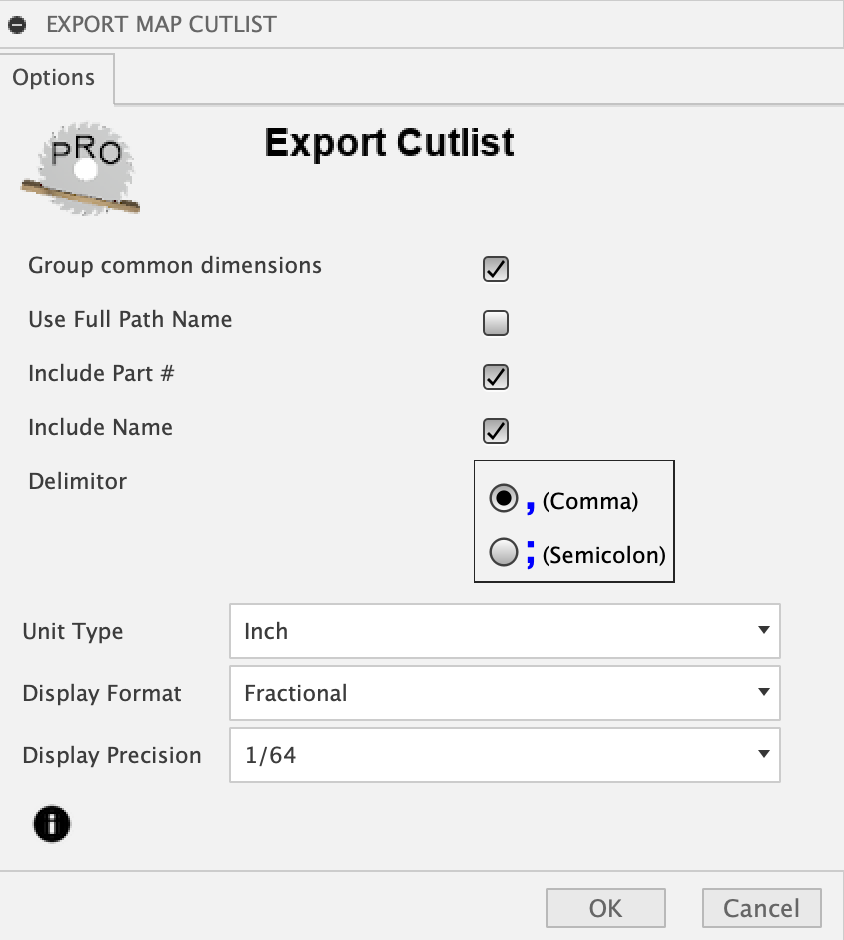 EXPORT MAP CUTLIST
Options
PRO
Export Cutlist
Group common dimensions
Use Full Path Name
Include Part #
Include Name
Delimitor
, (Comma)
; (Semicolon)
Unit Type Inch
Display Format Fractional
Display Precision 1/64
OK Cancel